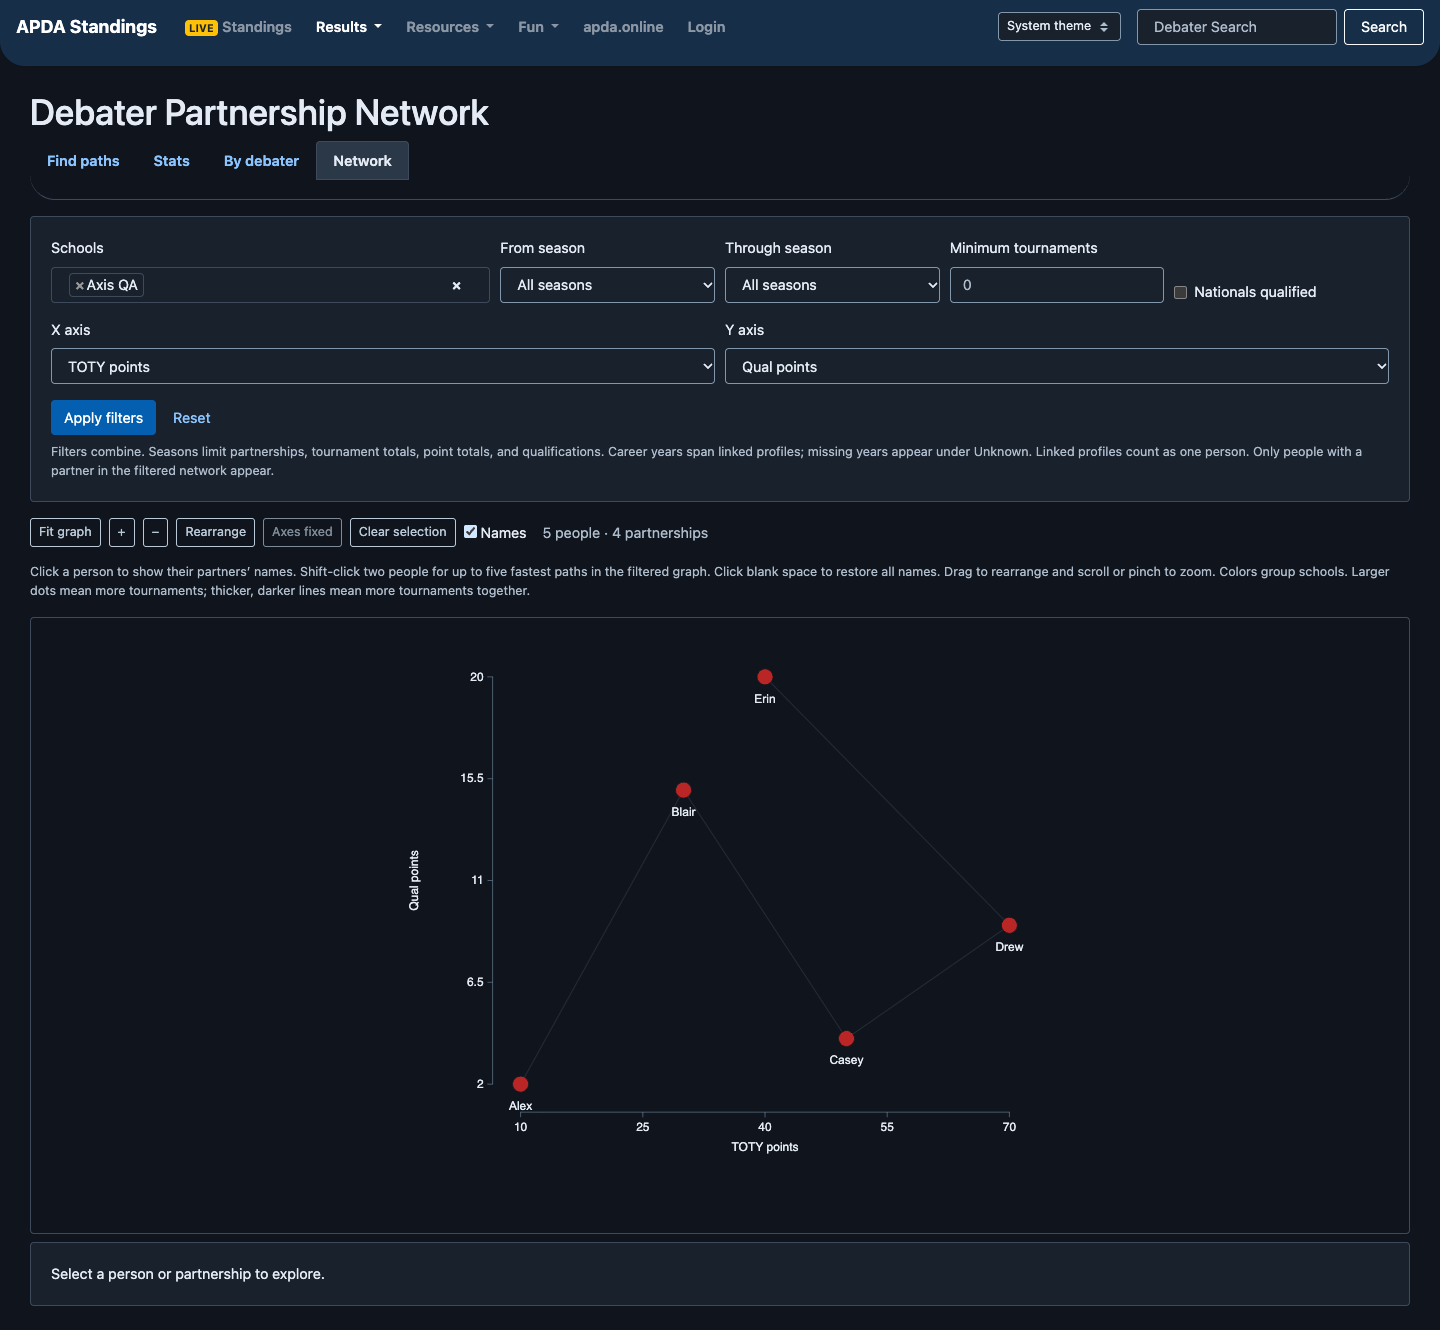 APDA Standings LIVE Standings Results Resources Fun apda.online Login System theme Debater Search Search
Debater Partnership Network
Find paths Stats By debater Network
Schools From season Through season Minimum tournaments
×Axis QA × All seasons All seasons 0 Nationals qualified
X axis Y axis
TOTY points Qual points
Apply filters Reset
Filters combine. Seasons limit partnerships, tournament totals, point totals, and qualifications. Career years span linked profiles; missing years appear under Unknown. Linked profiles count as one person. Only people with a
partner in the filtered network appear.
Fit graph + − Rearrange Axes fixed Clear selection Names 5 people · 4 partnerships
Click a person to show their partners’ names. Shift-click two people for up to five fastest paths in the filtered graph. Click blank space to restore all names. Drag to rearrange and scroll or pinch to zoom. Colors group schools. Larger
dots mean more tournaments; thicker, darker lines mean more tournaments together.
20
Erin
15.5
Blair
Qual points
11
Drew
6.5
Casey
2
Alex
10 25 40 55 70
TOTY points
Select a person or partnership to explore.